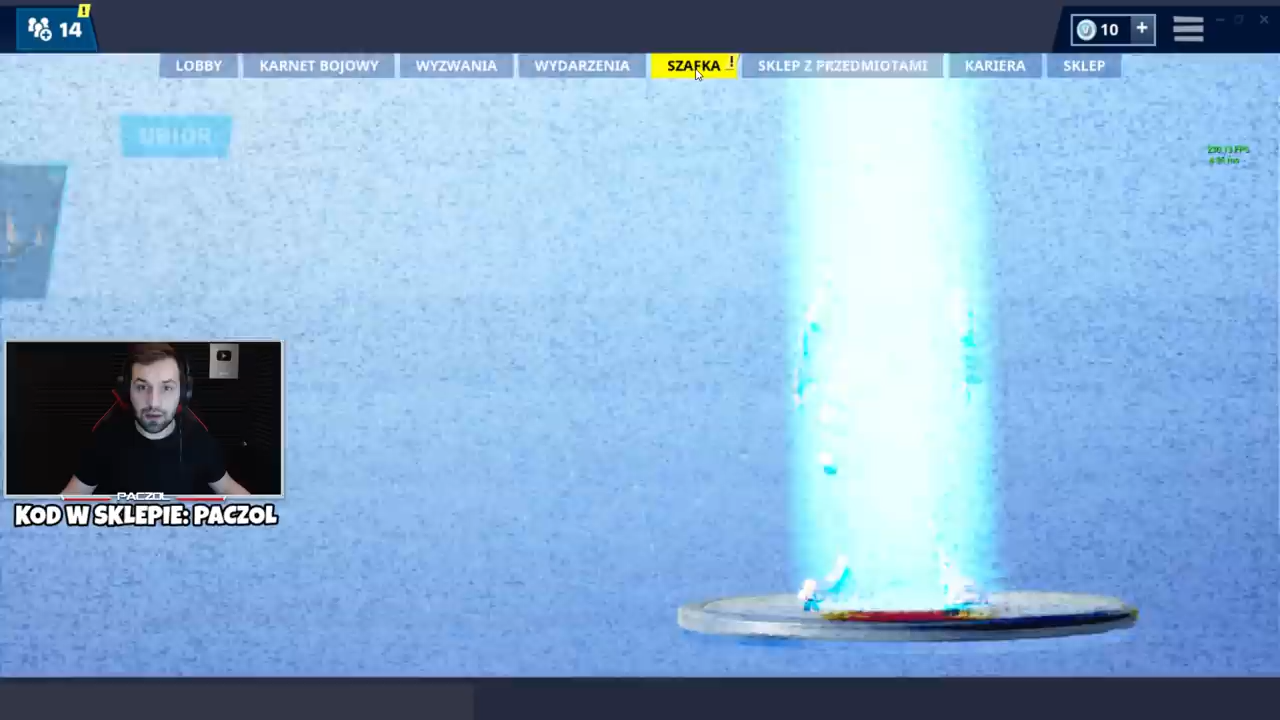 14
!
10
+
LOBBY
KARNET BOJOWY
WYZWANIA
WYDARZENIA
SZAFKA
!
SKLEP Z PRZEDMIOTAMI
KARIERA
SKLEP
UBIÓR
PACZOL
KOD W SKLEPIE: PACZOL